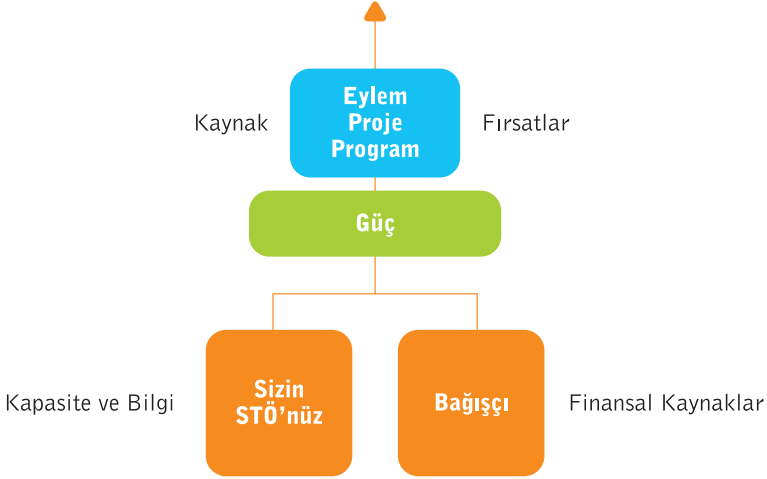 Eylem
Proje
Program
Kaynak
Fırsatlar
Güç
Kapasite ve Bilgi
Sizin
STÖ'nüz
Bağışçı
Finansal Kaynaklar